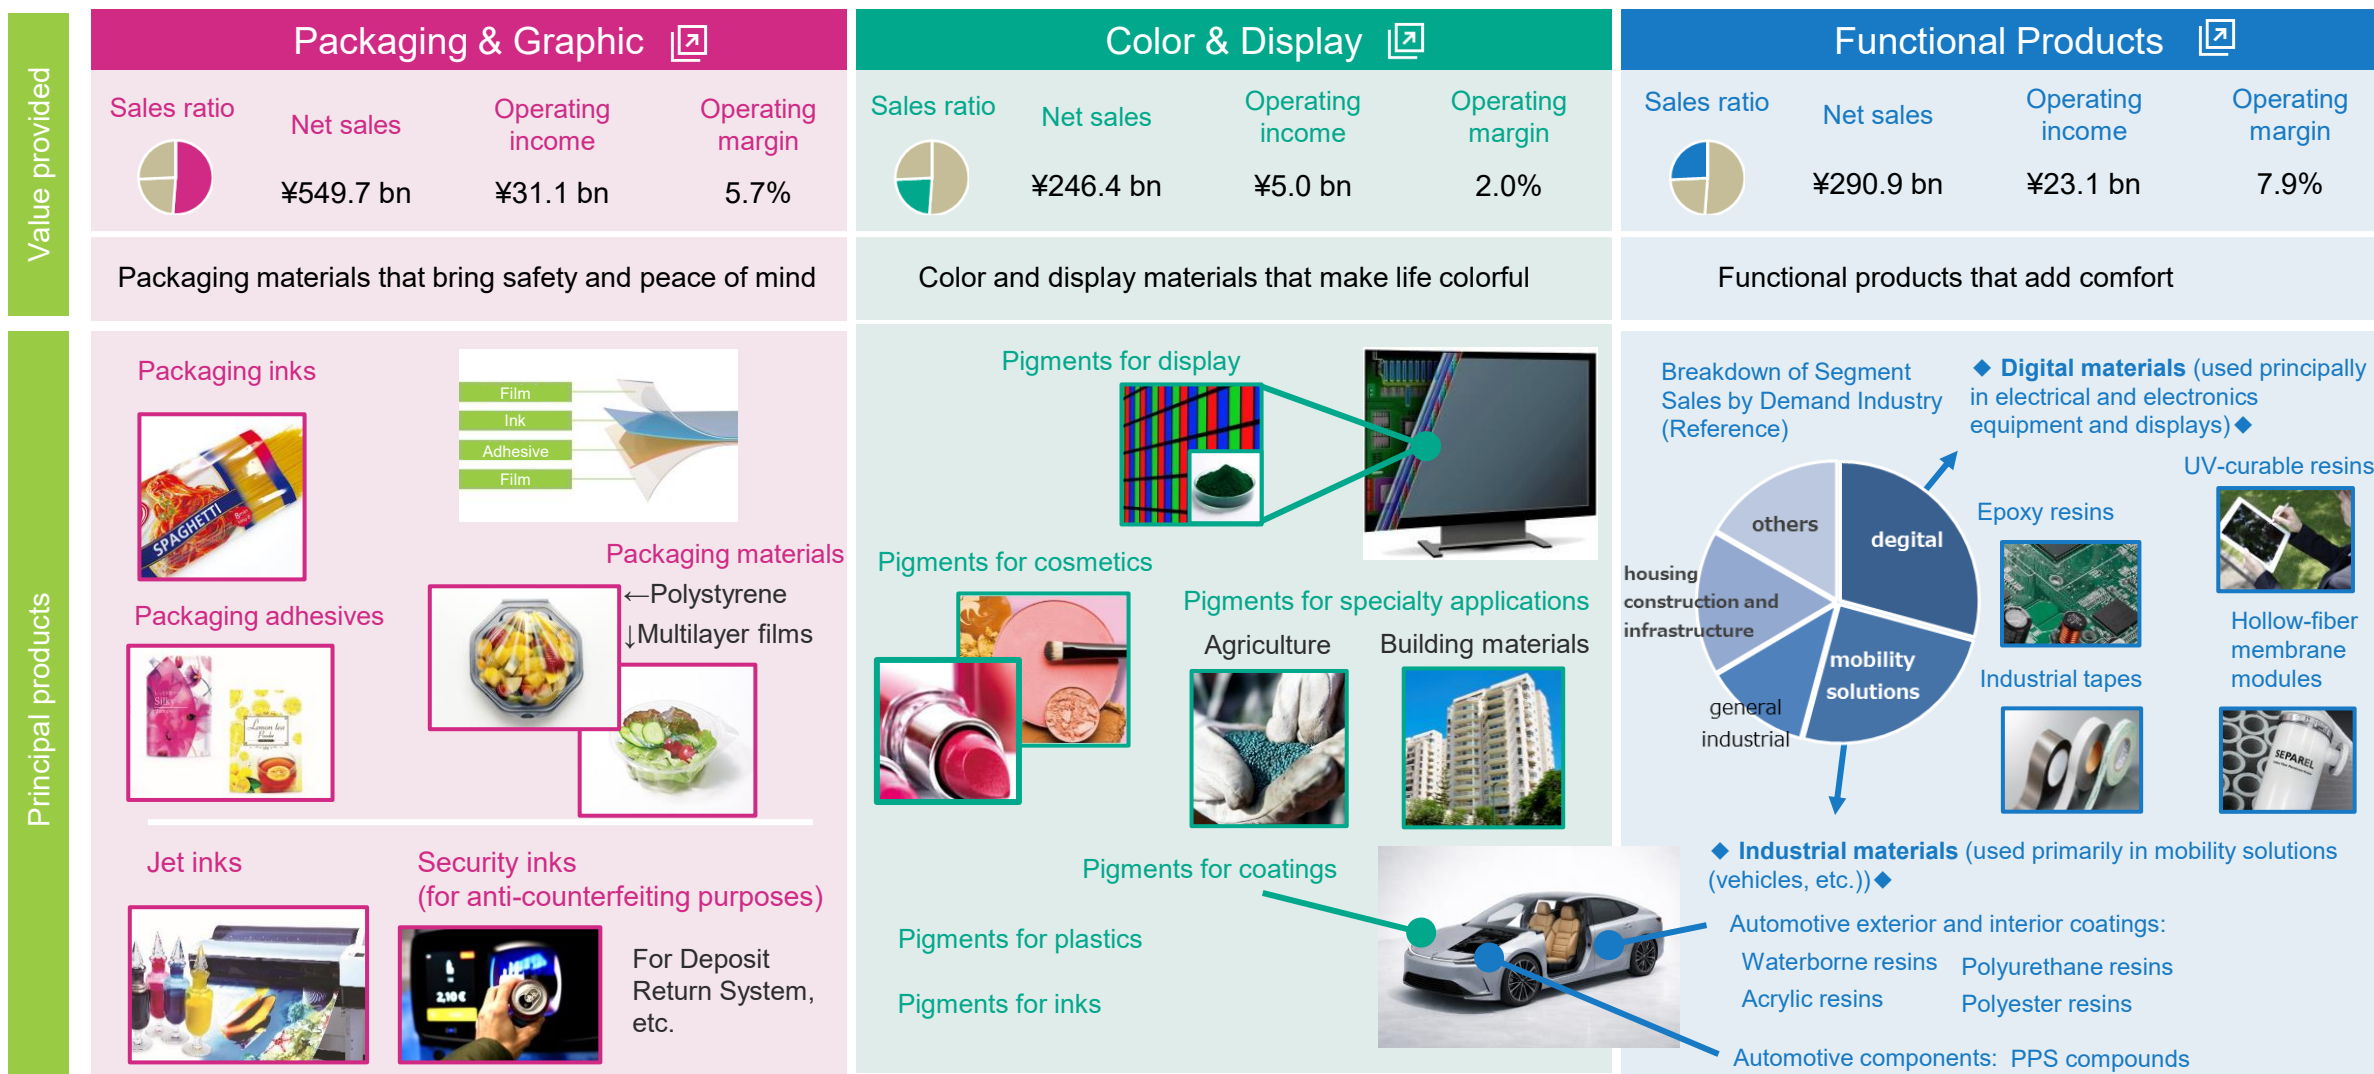 Value provided
Packaging & Graphic
Sales ratio
Net sales
¥549.7 bn
Operating
income
¥31.1 bn
Operating
margin
5.7%
Packaging materials that bring safety and peace of mind
Color & Display
Sales ratio
Net sales
¥246.4 bn
Operating
income
¥5.0 bn
Operating
margin
2.0%
Color and display materials that make life colorful
Functional Products
Sales ratio
Net sales
¥290.9 bn
Operating
income
¥23.1 bn
Operating
margin
7.9%
Functional products that add comfort
Principal products
Packaging inks
SPAGHETTI
Film
Ink
Adhesive
Film
Packaging materials
←Polystyrene
↓Multilayer films
Packaging adhesives
Silky
Lemon tea
Jet inks
Security inks
(for anti-counterfeiting purposes)
2,10€
For Deposit
Return System,
etc.
Pigments for display
Pigments for cosmetics
Pigments for specialty applications
Agriculture
Building materials
Pigments for coatings
Pigments for plastics
Pigments for inks
Breakdown of Segment
Sales by Demand Industry
(Reference)
others
degital
housing
construction and
infrastructure
mobility
solutions
general
industrial
◆ Digital materials (used principally
in electrical and electronics
equipment and displays)◆
UV-curable resins
Epoxy resins
Hollow-fiber
membrane
modules
Industrial tapes
SEPAREL
◆ Industrial materials (used primarily in mobility solutions
(vehicles, etc.))◆
Automotive exterior and interior coatings:
Waterborne resins
Polyurethane resins
Acrylic resins
Polyester resins
Automotive components: PPS compounds